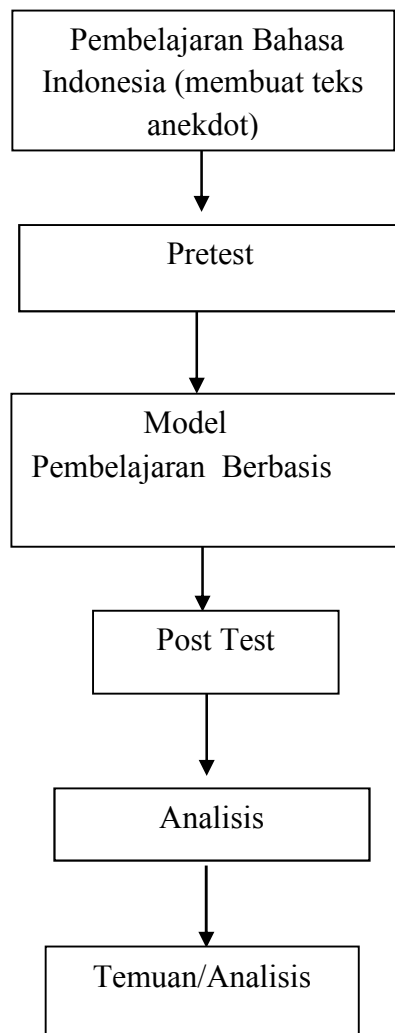 Pembelajaran Bahasa
Indonesia (membuat teks
anekdot)
Pretest
Model
Pembelajaran Berbasis
Post Test
Analisis
Temuan/Analisis